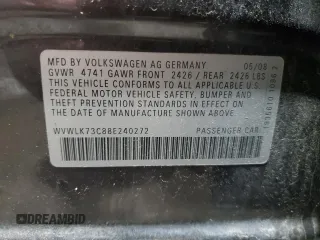 MFD BY VOLKSWAGEN AG GERMANY 05/08
GVWR 4741 GAWR FRONT 2426 / REAR 2426 LBS
THIS VEHICLE CONFORMS TO ALL APPLICABLE U.S.
FEDERAL MOTOR VEHICLE SAFETY, BUMPER AND
THEFT PREVENTION STANDARDS IN EFFECT ON
THE DATE OF MANUFACTURE SHOWN ABOVE.
WVWLK73C88E240272 PASSENGER CAR
DREAMBID